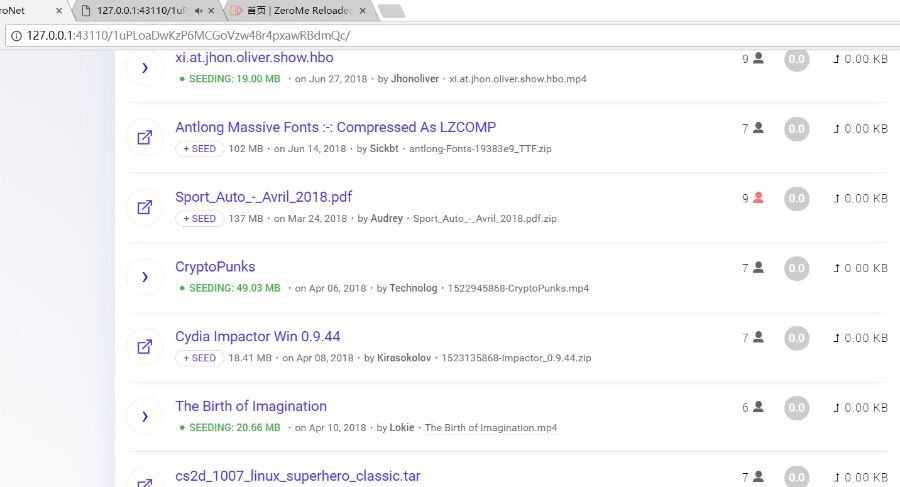 roNet × 127.0.0.1:43110/1uP × 首页 | ZeroMe Reloade ×
127.0.0.1:43110/1uPLoaDwKzP6MCGoVzw48r4pxawRBdmQc/
xi.at.jhon.oliver.show.hbo 9 0.0 0.00 KB
• SEEDING: 19.00 MB · on Jun 27, 2018 · by Jhonoliver · xi.at.jhon.oliver.show.hbo.mp4
Antlong Massive Fonts :-: Compressed As LZCOMP 7 0.0 0.00 KB
+ SEED 102 MB · on Jun 14, 2018 · by Sickbt · antlong-Fonts-19383e9_TTF.zip
Sport_Auto_-_Avril_2018.pdf 9 0.0 0.00 KB
+ SEED 137 MB · on Mar 24, 2018 · by Audrey · Sport_Auto_-_Avril_2018.pdf.zip
CryptoPunks 7 0.0 0.00 KB
• SEEDING: 49.03 MB · on Apr 06, 2018 · by Technolog · 1522945868-CryptoPunks.mp4
Cydia Impactor Win 0.9.44 7 0.0 0.00 KB
+ SEED 18.41 MB · on Apr 08, 2018 · by Kirasokolov · 1523135868-Impactor_0.9.44.zip
The Birth of Imagination 6 0.0 0.00 KB
• SEEDING: 20.66 MB · on Apr 10, 2018 · by Lokie · The Birth of Imagination.mp4
cs2d_1007_linux_superhero_classic.tar 7 0.0 0.00 KB